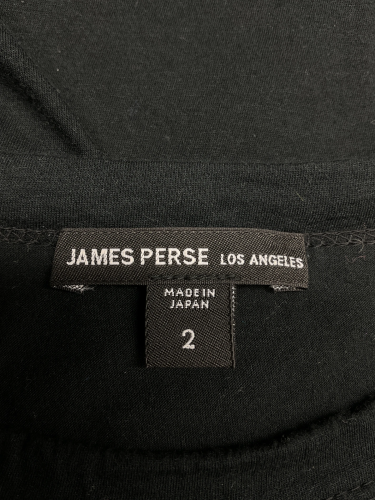 JAMES PERSE LOS ANGELES
MADE IN
JAPAN
2